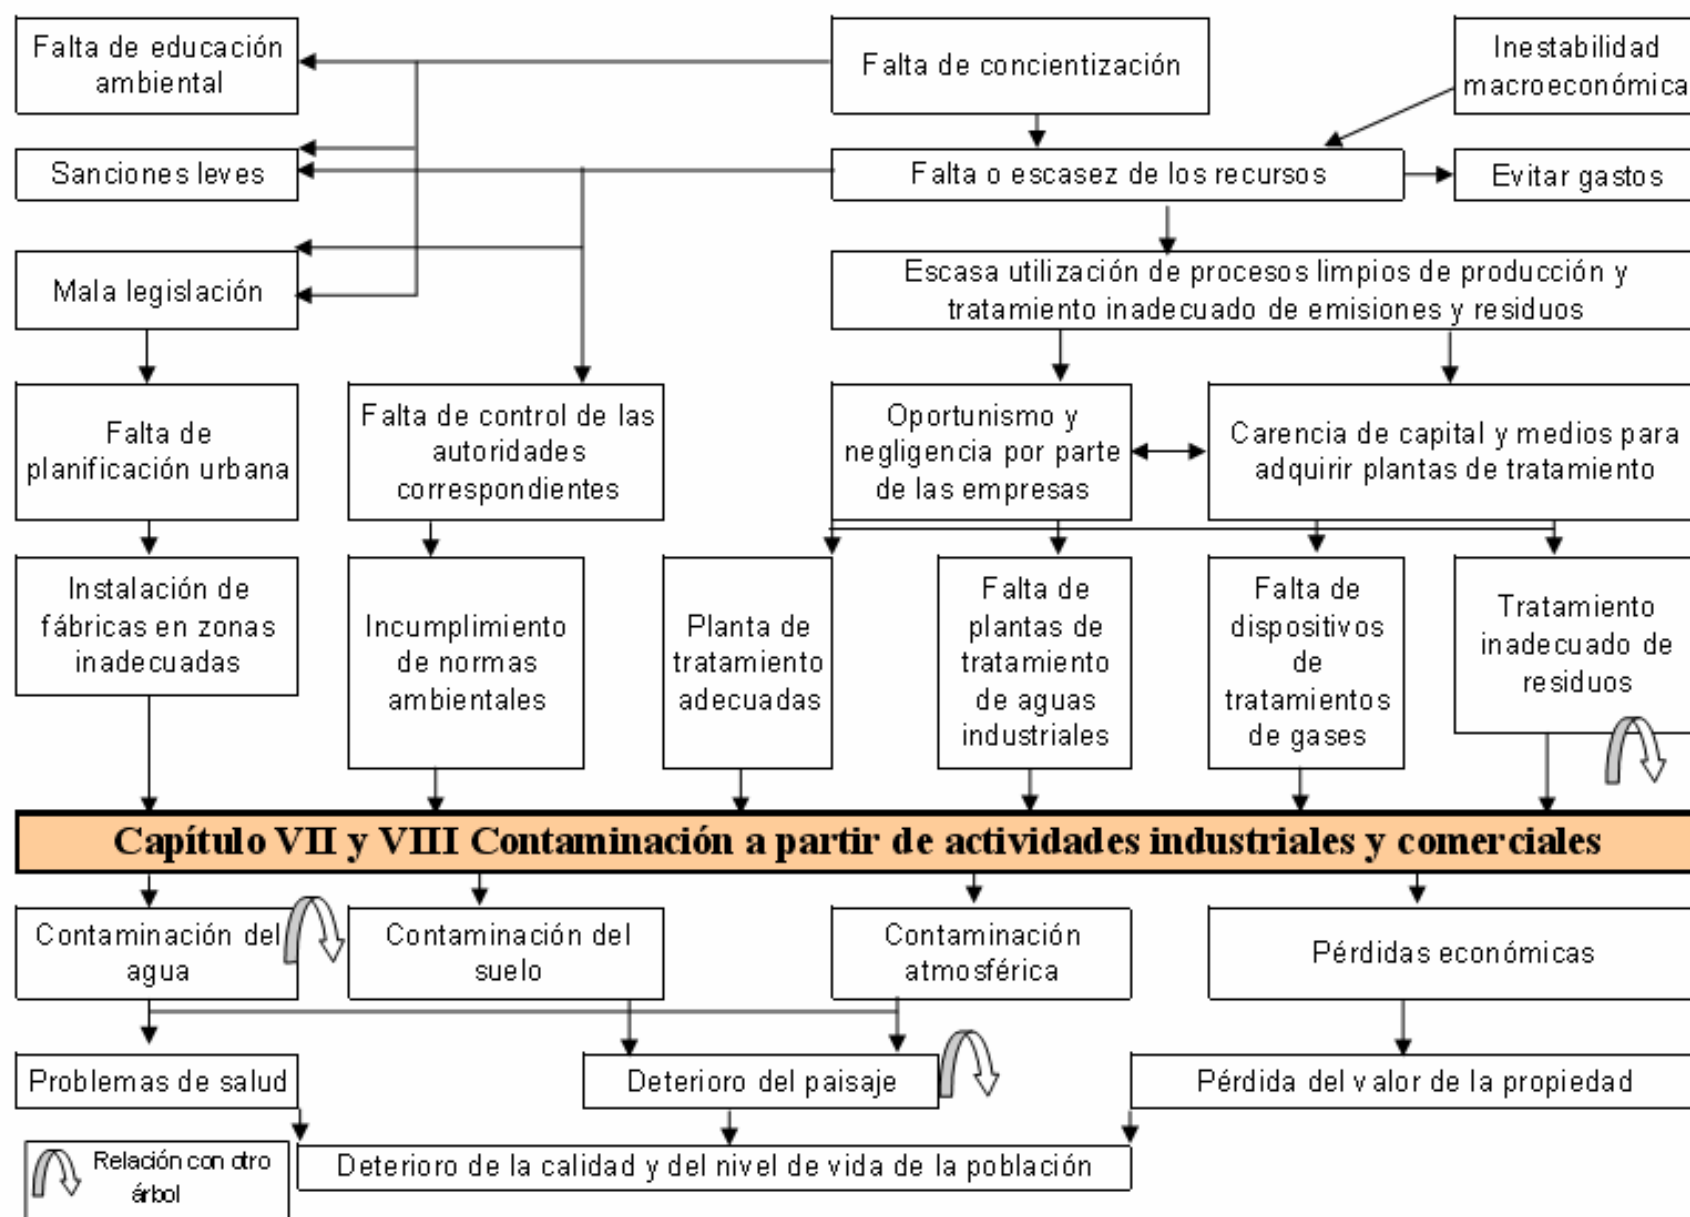 Falta de educación
ambiental
Falta de concientización
Inestabilidad
macroeconómica
Sanciones leves
Falta o escasez de los recursos
Evitar gastos
Mala legislación
Escasa utilización de procesos limpios de producción y
tratamiento inadecuado de emisiones y residuos
Falta de
planificación urbana
Falta de control de las
autoridades
correspondientes
Oportunismo y
negligencia por parte
de las empresas
Carencia de capital y medios para
adquirir plantas de tratamiento
Instalación de
fábricas en zonas
inadecuadas
Incumplimiento
de normas
ambientales
Planta de
tratamiento
adecuadas
Falta de
plantas de
tratamiento
de aguas
industriales
Falta de
dispositivos
de
tratamientos
de gases
Tratamiento
inadecuado de
residuos
Capítulo VII y VIII Contaminación a partir de actividades industriales y comerciales
Contaminación del
agua
Contaminación del
suelo
Contaminación
atmosférica
Pérdidas económicas
Problemas de salud
Deterioro del paisaje
Pérdida del valor de la propiedad
Deterioro de la calidad y del nivel de vida de la población
Relación con otro
árbol